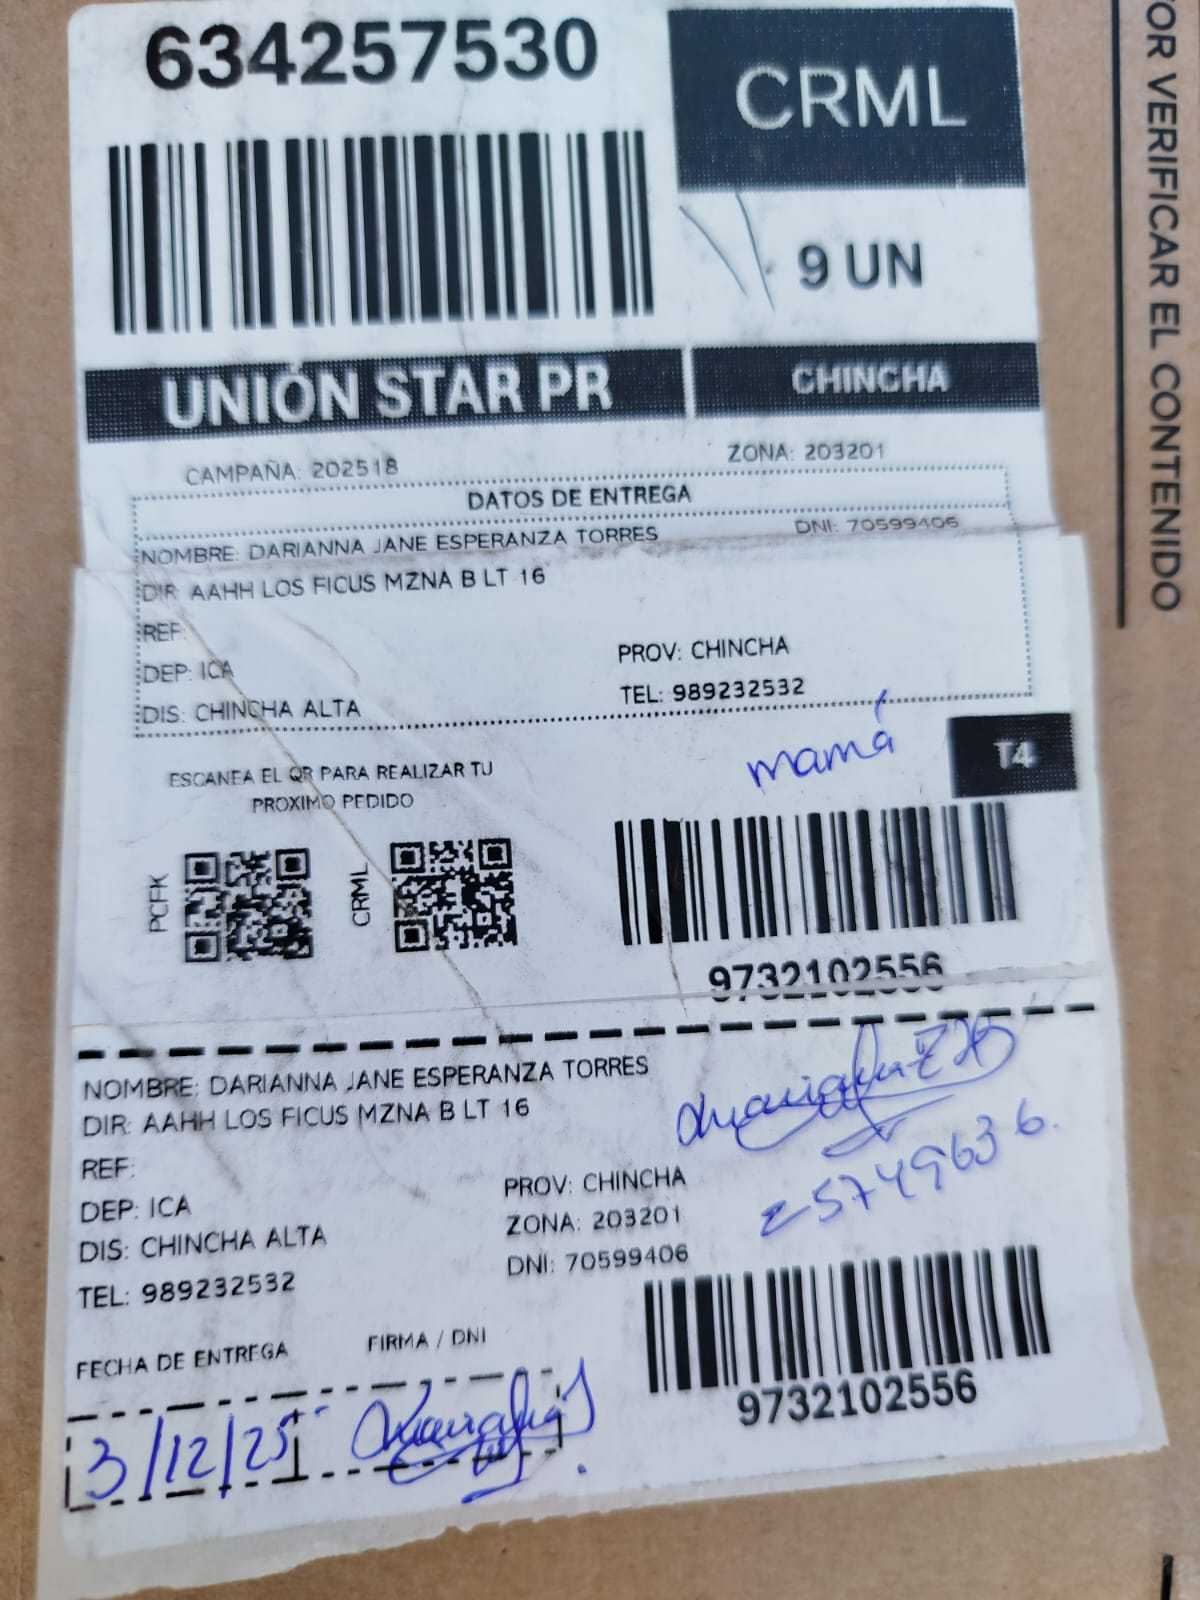 634257530
CRML
9 UN
UNIÓN STAR PR
CHINCHA
CAMPAÑA: 202518
ZONA: 203201
DATOS DE ENTREGA
NOMBRE: DARIANNA JANE ESPERANZA TORRES
DNI: 70599406
DIR: AAHH LOS FICUS MZNA B LT 16
REF:
DEP: ICA
PROV: CHINCHA
DIS: CHINCHA ALTA
TEL: 989232532
mamá
T4
ESCANEA EL QR PARA REALIZAR TU
PROXIMO PEDIDO
PCFK
CRML
9732102556
NOMBRE: DARIANNA JANE ESPERANZA TORRES
DIR: AAHH LOS FICUS MZNA B LT 16
REF:
DEP: ICA
PROV: CHINCHA
DIS: CHINCHA ALTA
ZONA: 203201
TEL: 989232532
DNI: 70599406
25749636.
FECHA DE ENTREGA
FIRMA / DNI
3/12/25
9732102556
OR VERIFICAR EL CONTENIDO